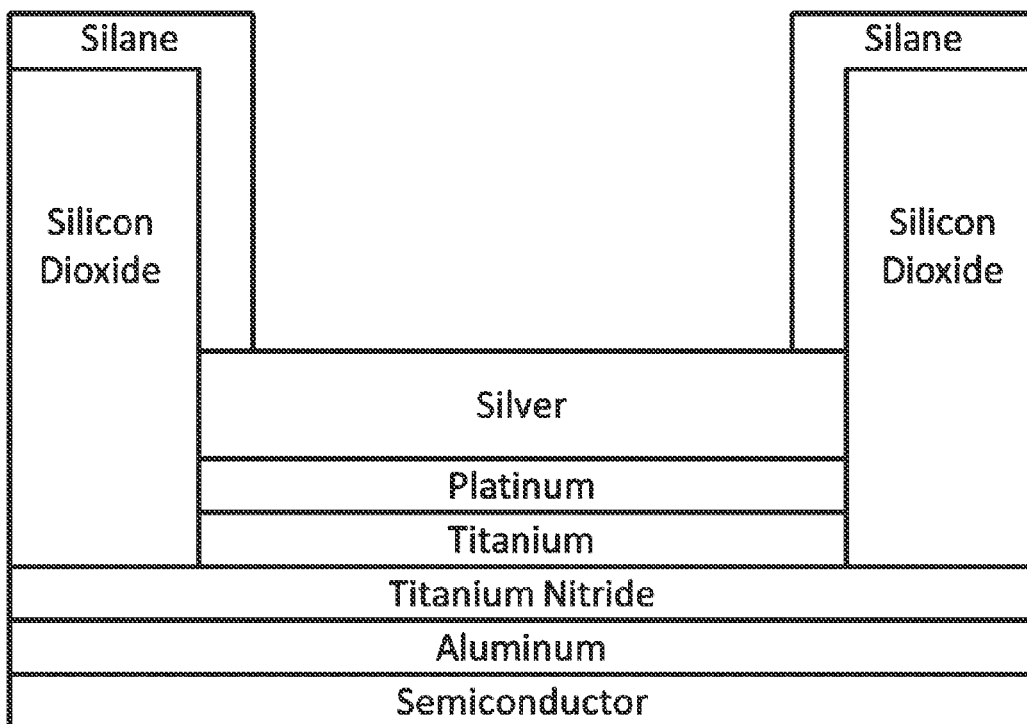 Silane
Silane
Silicon
Dioxide
Silicon
Dioxide
Silver
Platinum
Titanium
Titanium Nitride
Aluminum
Semiconductor